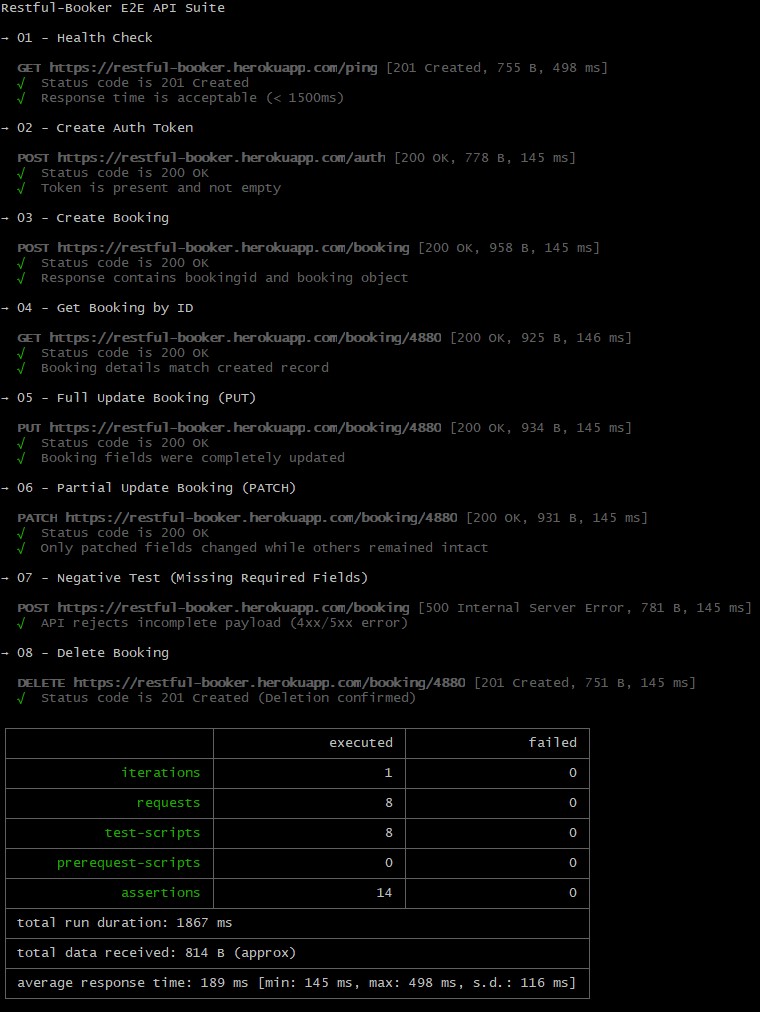 Restful-Booker E2E API Suite
→ 01 - Health Check
GET https://restful-booker.herokuapp.com/ping [201 Created, 755 B, 498 ms]
√ Status code is 201 Created
√ Response time is acceptable (< 1500ms)
→ 02 - Create Auth Token
POST https://restful-booker.herokuapp.com/auth [200 OK, 778 B, 145 ms]
√ Status code is 200 OK
√ Token is present and not empty
→ 03 - Create Booking
POST https://restful-booker.herokuapp.com/booking [200 OK, 958 B, 145 ms]
√ Status code is 200 OK
√ Response contains bookingid and booking object
→ 04 - Get Booking by ID
GET https://restful-booker.herokuapp.com/booking/4880 [200 OK, 925 B, 146 ms]
√ Status code is 200 OK
√ Booking details match created record
→ 05 - Full Update Booking (PUT)
PUT https://restful-booker.herokuapp.com/booking/4880 [200 OK, 934 B, 145 ms]
√ Status code is 200 OK
√ Booking fields were completely updated
→ 06 - Partial Update Booking (PATCH)
PATCH https://restful-booker.herokuapp.com/booking/4880 [200 OK, 931 B, 145 ms]
√ Status code is 200 OK
√ Only patched fields changed while others remained intact
→ 07 - Negative Test (Missing Required Fields)
POST https://restful-booker.herokuapp.com/booking [500 Internal Server Error, 781 B, 145 ms]
√ API rejects incomplete payload (4xx/5xx error)
→ 08 - Delete Booking
DELETE https://restful-booker.herokuapp.com/booking/4880 [201 Created, 751 B, 145 ms]
√ Status code is 201 Created (Deletion confirmed)
executed failed
iterations 1 0
requests 8 0
test-scripts 8 0
prerequest-scripts 0 0
assertions 14 0
total run duration: 1867 ms
total data received: 814 B (approx)
average response time: 189 ms [min: 145 ms, max: 498 ms, s.d.: 116 ms]